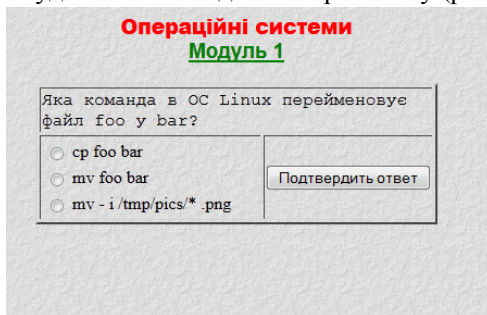 Операційні системи
Модуль 1
Яка команда в ОС Linux перейменовує
файл foo у bar?
cp foo bar
mv foo bar
Подтвердить ответ
mv - i /tmp/pics/* .png